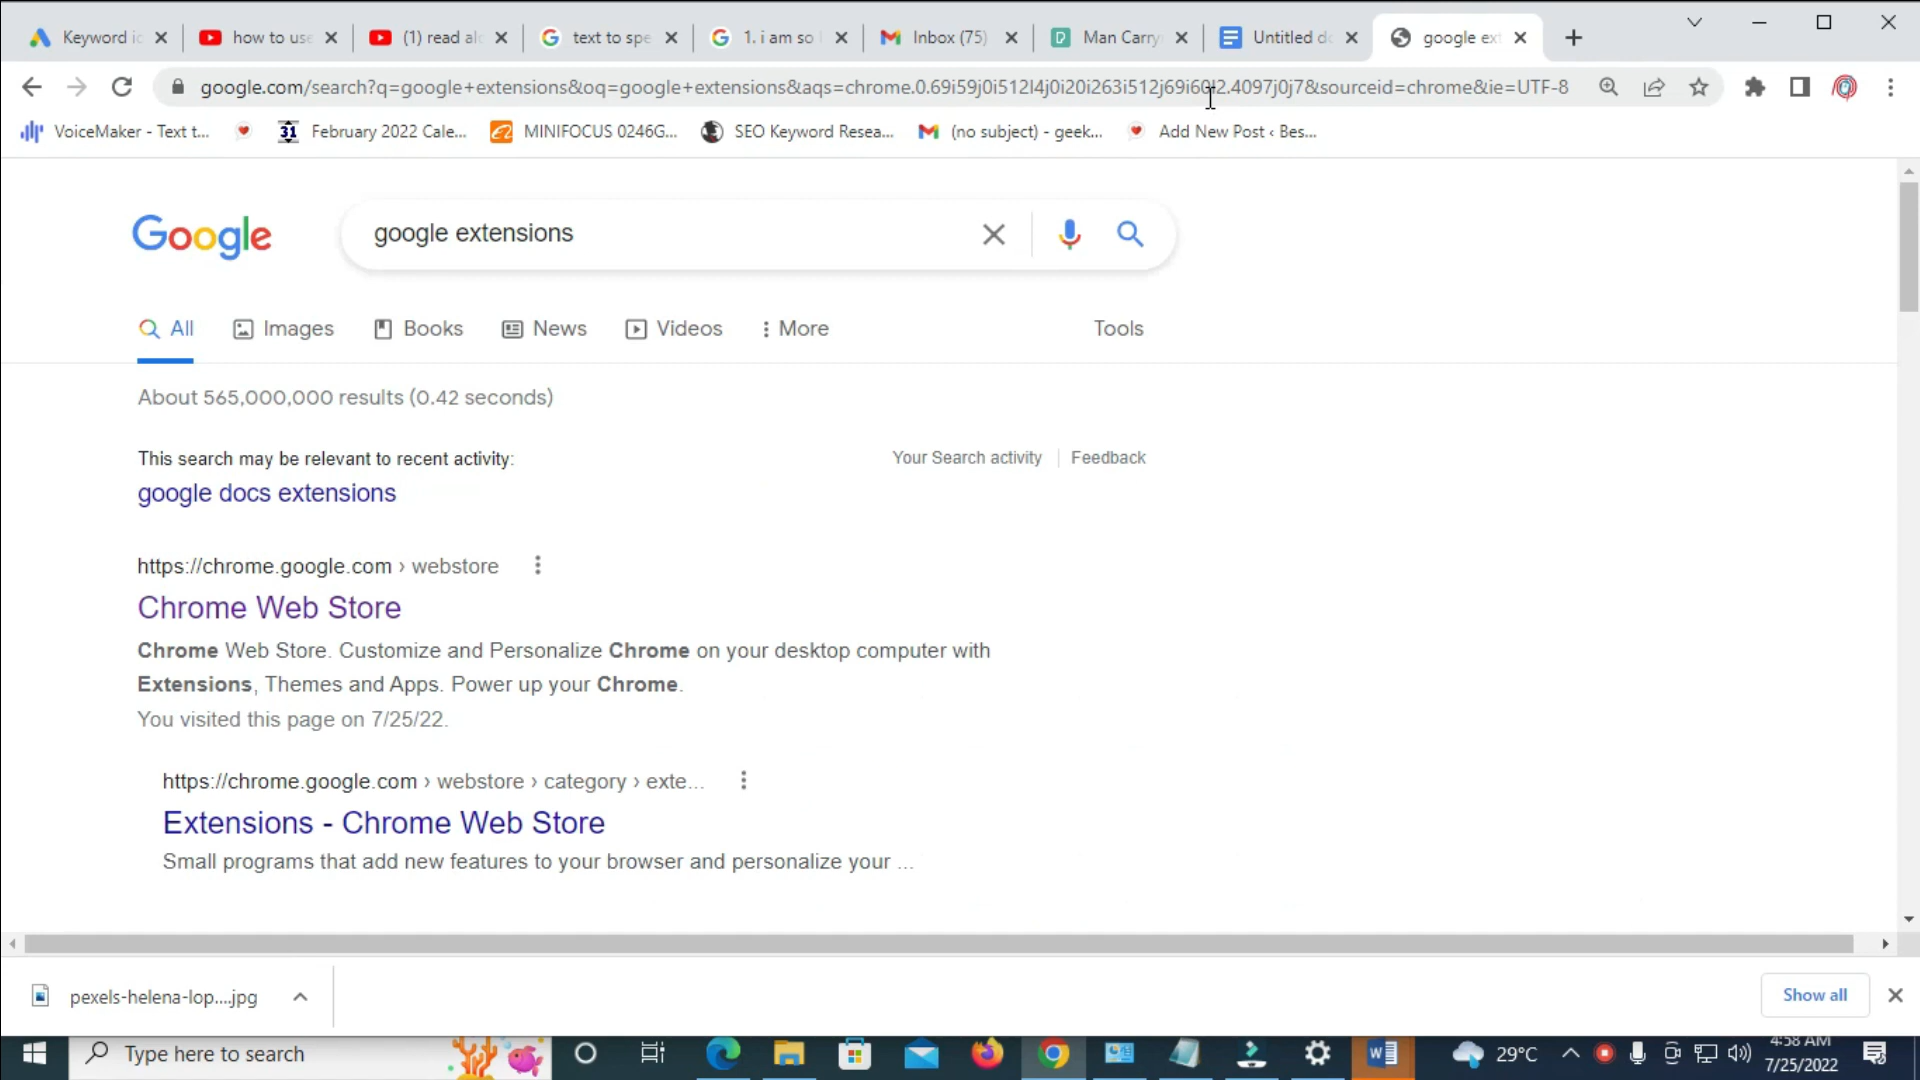 Keyword ic
how to use
(1) read alo
text to spe
1. i am so
Inbox (75)
Man Carry
Untitled do
google ext
google.com/search?q=google+extensions&oq=google+extensions&aqs=chrome.0.69i59j0i512l4j0i20i263i512j69i60l2.4097j0j7&sourceid=chrome&ie=UTF-8
VoiceMaker - Text t...
31
February 2022 Cale...
MINIFOCUS 0246G...
SEO Keyword Resea...
(no subject) - geek...
Add New Post ‹ Bes...
Google
google extensions
All
Images
Books
News
Videos
More
Tools
About 565,000,000 results (0.42 seconds)
This search may be relevant to recent activity:
Your Search activity
Feedback
google docs extensions
https://chrome.google.com › webstore
Chrome Web Store
Chrome Web Store. Customize and Personalize Chrome on your desktop computer with
Extensions, Themes and Apps. Power up your Chrome.
You visited this page on 7/25/22.
https://chrome.google.com › webstore › category › exte...
Extensions - Chrome Web Store
Small programs that add new features to your browser and personalize your ...
pexels-helena-lop....jpg
Show all
Type here to search
29°C
4:58 AM
7/25/2022